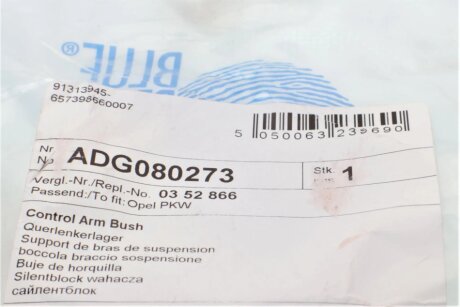 BLUE ®
91313945-
657398660007
5 050063 239690
Nr.
No. ADG080273 Stk. 1
Vergl.-Nr./Repl.-No. 03 52 866
Passend:/To fit: Opel PKW
Control Arm Bush
Querlenkerlager
Support de bras de suspension
boccola braccio sospensione
Buje de horquilla
Silentblock wahacza
сайлентблок